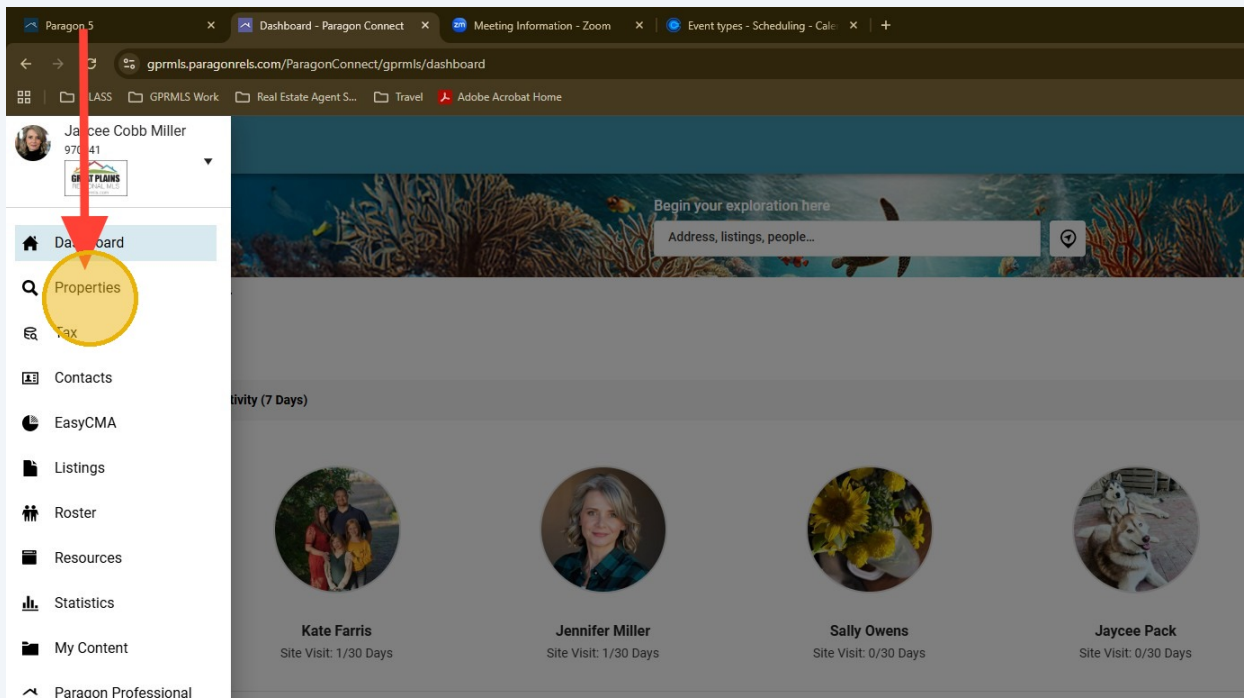 Paragon 5
Dashboard - Paragon Connect
Meeting Information - Zoom
Event types - Scheduling - Cale
gprmls.paragonrels.com/ParagonConnect/gprmls/dashboard
GPRMLS Work
Real Estate Agent S...
Travel
Adobe Acrobat Home
Jaycee Cobb Miller
GREAT PLAINS
REGIONAL MLS
Begin your exploration here
Address, listings, people...
Dashboard
Properties
Tax
Contacts
EasyCMA
Listings
Roster
Resources
Statistics
My Content
Paragon Professional
tivity (7 Days)
Kate Farris
Site Visit: 1/30 Days
Jennifer Miller
Site Visit: 1/30 Days
Sally Owens
Site Visit: 0/30 Days
Jaycee Pack
Site Visit: 0/30 Days